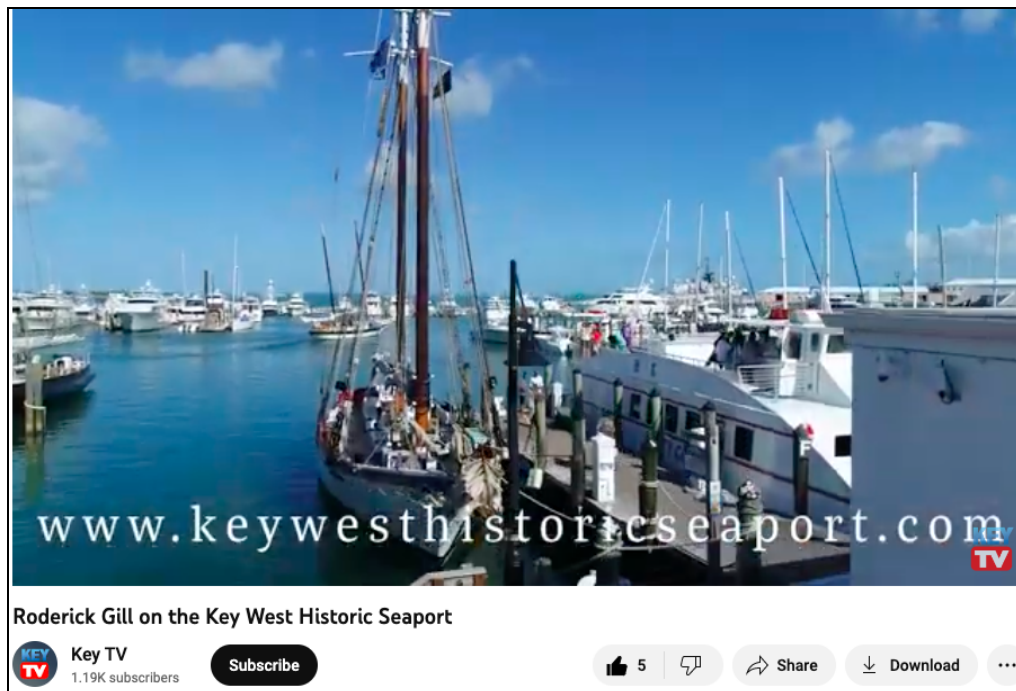 www.keywesthistoricseaport.com
KEY
TV
Roderick Gill on the Key West Historic Seaport
KEY
TV
Key TV
1.19K subscribers
Subscribe
5
Share
Download